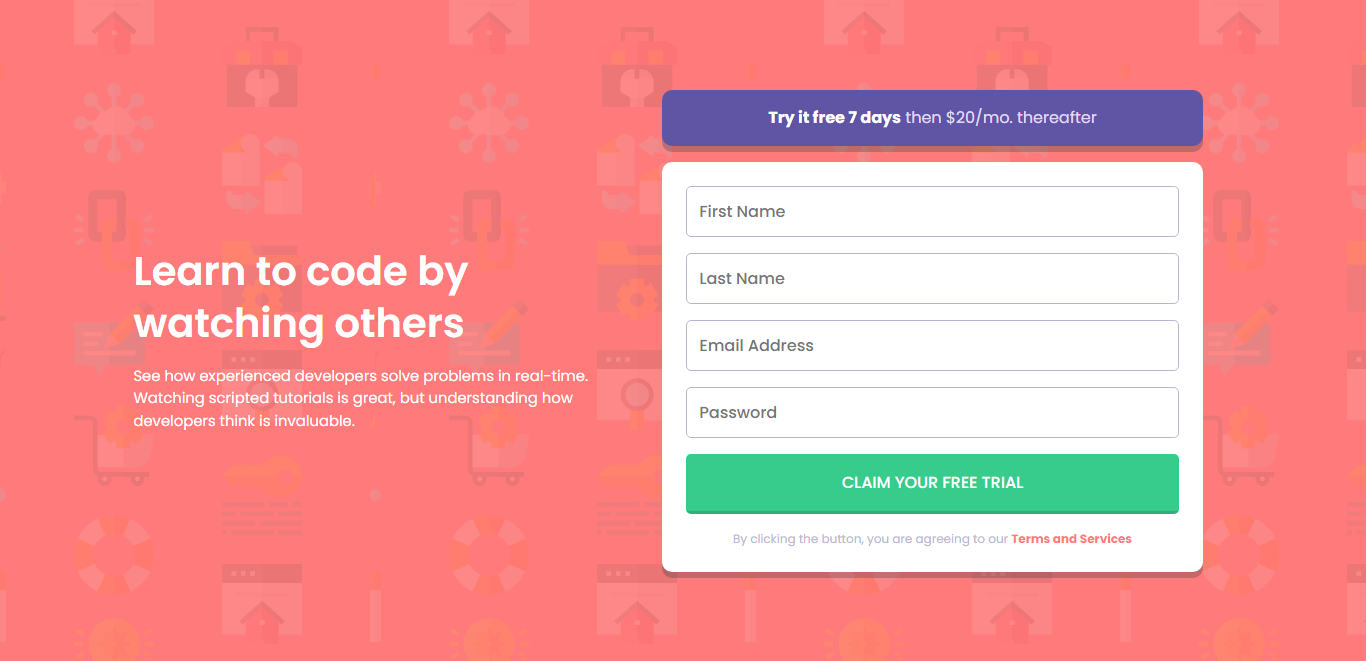 Learn to code by
watching others
See how experienced developers solve problems in real-time.
Watching scripted tutorials is great, but understanding how
developers think is invaluable.
Try it free 7 days then $20/mo. thereafter
First Name
Last Name
Email Address
Password
CLAIM YOUR FREE TRIAL
By clicking the button, you are agreeing to our Terms and Services